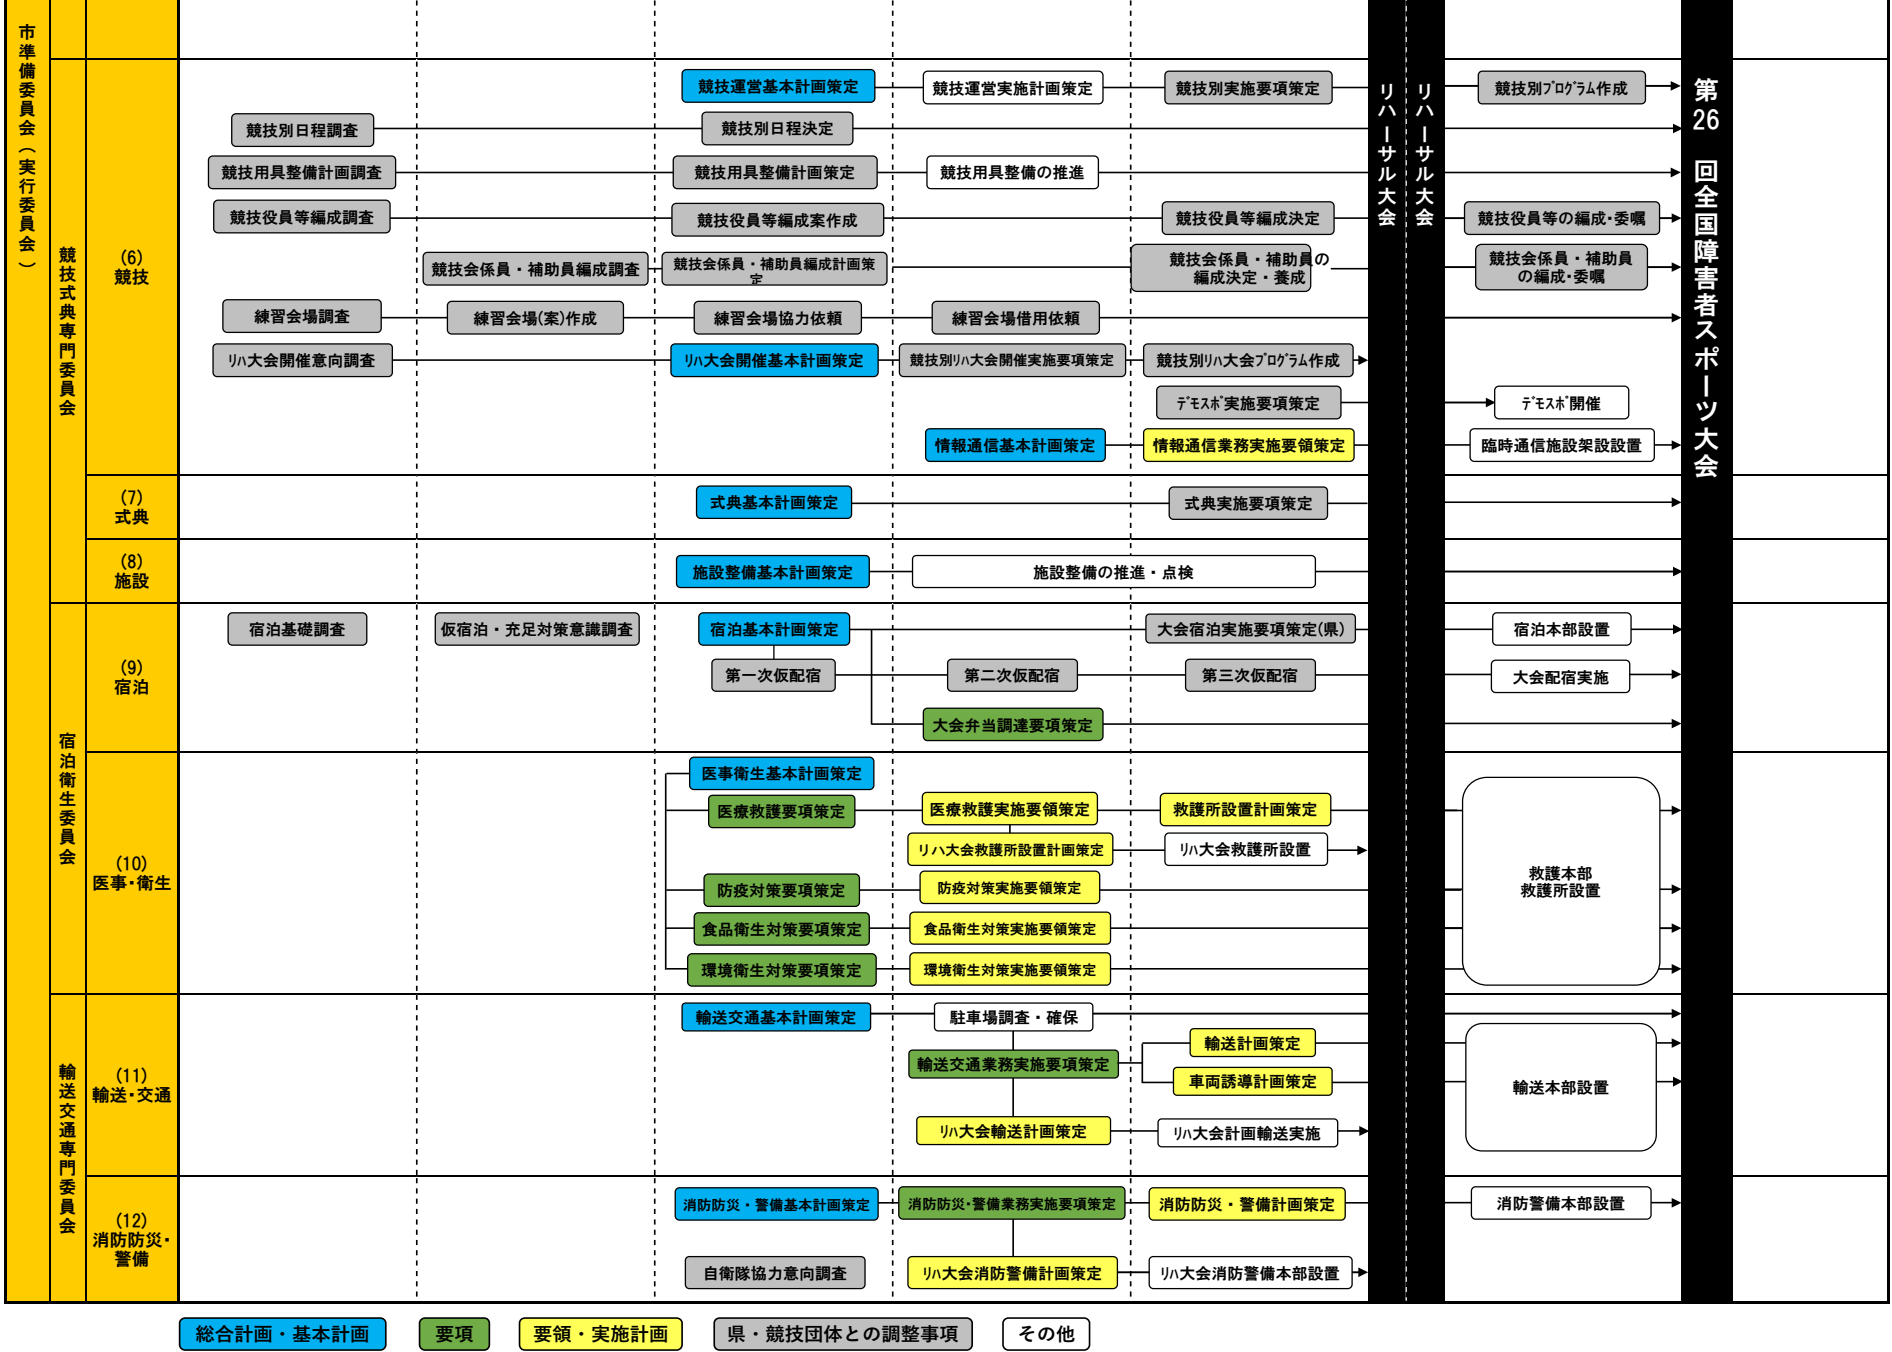 市準備委員会（実行委員会）
競技式典専門委員会
(6)
競技
競技運営基本計画策定
競技運営実施計画策定
競技別実施要項策定
競技別ﾌﾟﾛｸﾞﾗﾑ作成
競技別日程調査
競技別日程決定
競技用具整備計画調査
競技用具整備計画策定
競技用具整備の推進
競技役員等編成調査
競技役員等編成案作成
競技役員等編成決定
競技役員等の編成･委嘱
競技会係員・補助員編成調査
競技会係員・補助員編成計画策
定
競技会係員・補助員の
編成決定・養成
競技会係員・補助員
の編成･委嘱
練習会場調査
練習会場(案)作成
練習会場協力依頼
練習会場借用依頼
ﾘﾊ大会開催意向調査
ﾘﾊ大会開催基本計画策定
競技別ﾘﾊ大会開催実施要項策定
競技別ﾘﾊ大会ﾌﾟﾛｸﾞﾗﾑ作成
ﾃﾞﾓｽﾎﾟ実施要項策定
ﾃﾞﾓｽﾎﾟ開催
情報通信基本計画策定
情報通信業務実施要領策定
臨時通信施設架設設置
リハーサル大会
リハーサル大会
第26回全国障害者スポーツ大会
(7)
式典
式典基本計画策定
式典実施要項策定
(8)
施設
施設整備基本計画策定
施設整備の推進・点検
宿泊衛生委員会
(9)
宿泊
宿泊基礎調査
仮宿泊・充足対策意識調査
宿泊基本計画策定
大会宿泊実施要項策定(県)
宿泊本部設置
第一次仮配宿
第二次仮配宿
第三次仮配宿
大会配宿実施
大会弁当調達要項策定
(10)
医事･衛生
医事衛生基本計画策定
医療救護要項策定
医療救護実施要領策定
救護所設置計画策定
リハ大会救護所設置計画策定
ﾘﾊ大会救護所設置
防疫対策要項策定
防疫対策実施要領策定
食品衛生対策要項策定
食品衛生対策実施要領策定
環境衛生対策要項策定
環境衛生対策実施要領策定
救護本部
救護所設置
輸送交通専門委員会
(11)
輸送･交通
輸送交通基本計画策定
駐車場調査・確保
輸送交通業務実施要項策定
輸送計画策定
車両誘導計画策定
輸送本部設置
ﾘﾊ大会輸送計画策定
ﾘﾊ大会計画輸送実施
(12)
消防防災･
警備
消防防災・警備基本計画策定
消防防災･警備業務実施要項策定
消防防災・警備計画策定
消防警備本部設置
自衛隊協力意向調査
ﾘﾊ大会消防警備計画策定
ﾘﾊ大会消防警備本部設置
総合計画・基本計画
要項
要領・実施計画
県・競技団体との調整事項
その他